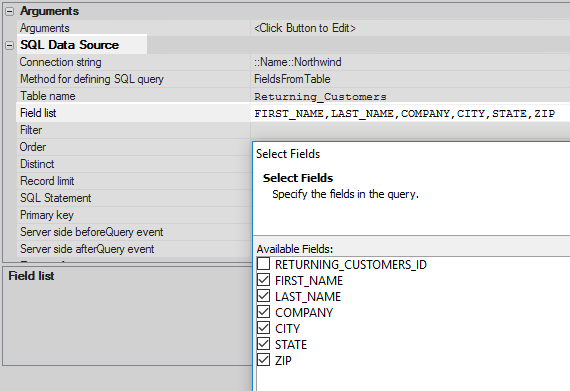 Arguments
Arguments <Click Button to Edit>
SQL Data Source
Connection string ::Name::Northwind
Method for defining SQL query FieldsFromTable
Table name Returning_Customers
Field list FIRST_NAME,LAST_NAME,COMPANY,CITY,STATE,ZIP
Filter
Order
Distinct
Record limit
SQL Statement
Primary key
Server side beforeQuery event
Server side afterQuery event
Field list
Select Fields
Select Fields
Specify the fields in the query.
Available Fields:
RETURNING_CUSTOMERS_ID
FIRST_NAME
LAST_NAME
COMPANY
CITY
STATE
ZIP